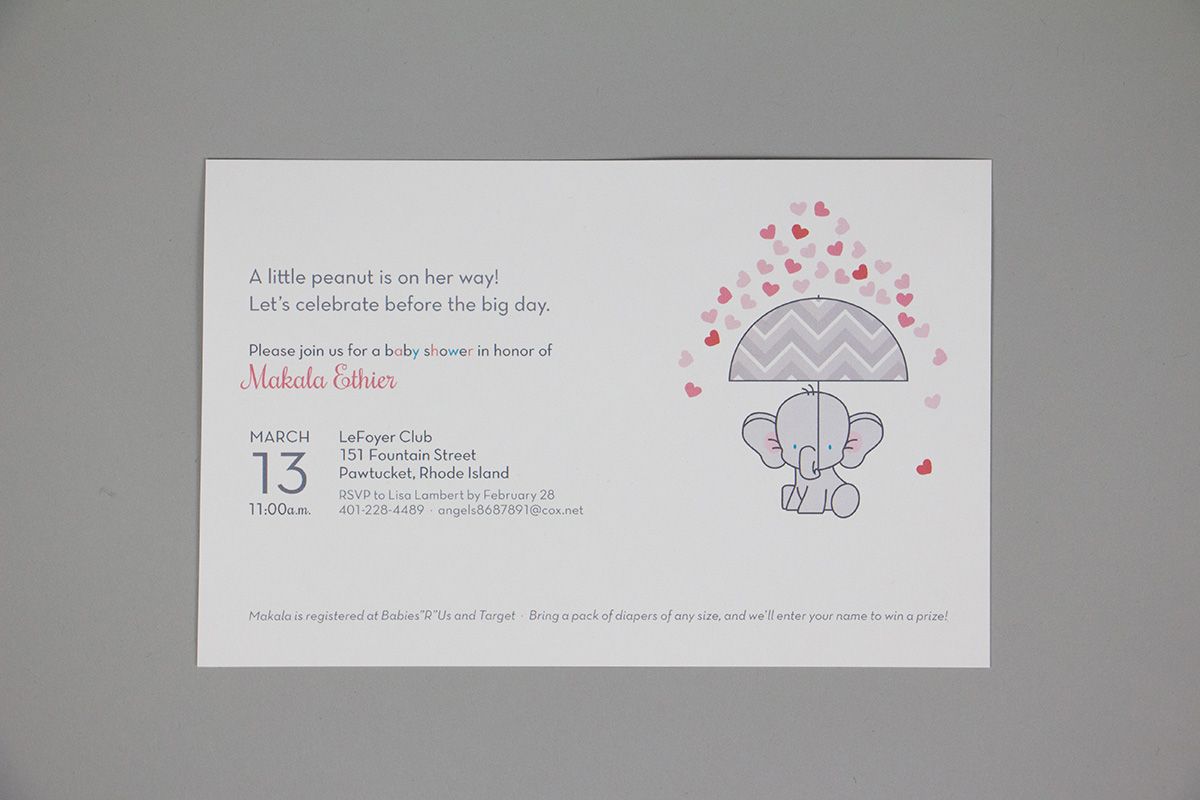 A little peanut is on her way!
Let's celebrate before the big day.
Please join us for a baby shower in honor of
Makala Ethier
MARCH
13
11:00a.m.
LeFoyer Club
151 Fountain Street
Pawtucket, Rhode Island
RSVP to Lisa Lambert by February 28
401-228-4489 · angels8687891@cox.net
Makala is registered at Babies"R"Us and Target · Bring a pack of diapers of any size, and we'll enter your name to win a prize!